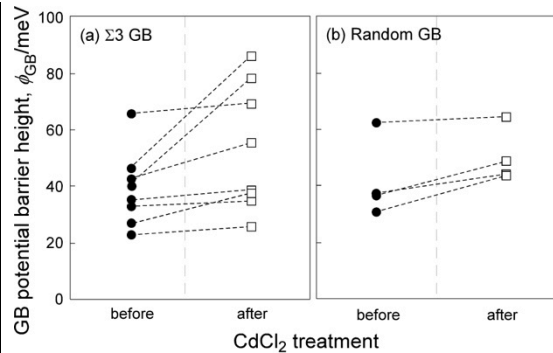 GB potential barrier height, ϕGB/meV
100
80
60
40
20
0
(a) Σ3 GB
(b) Random GB
before
after
before
after
CdCl2 treatment